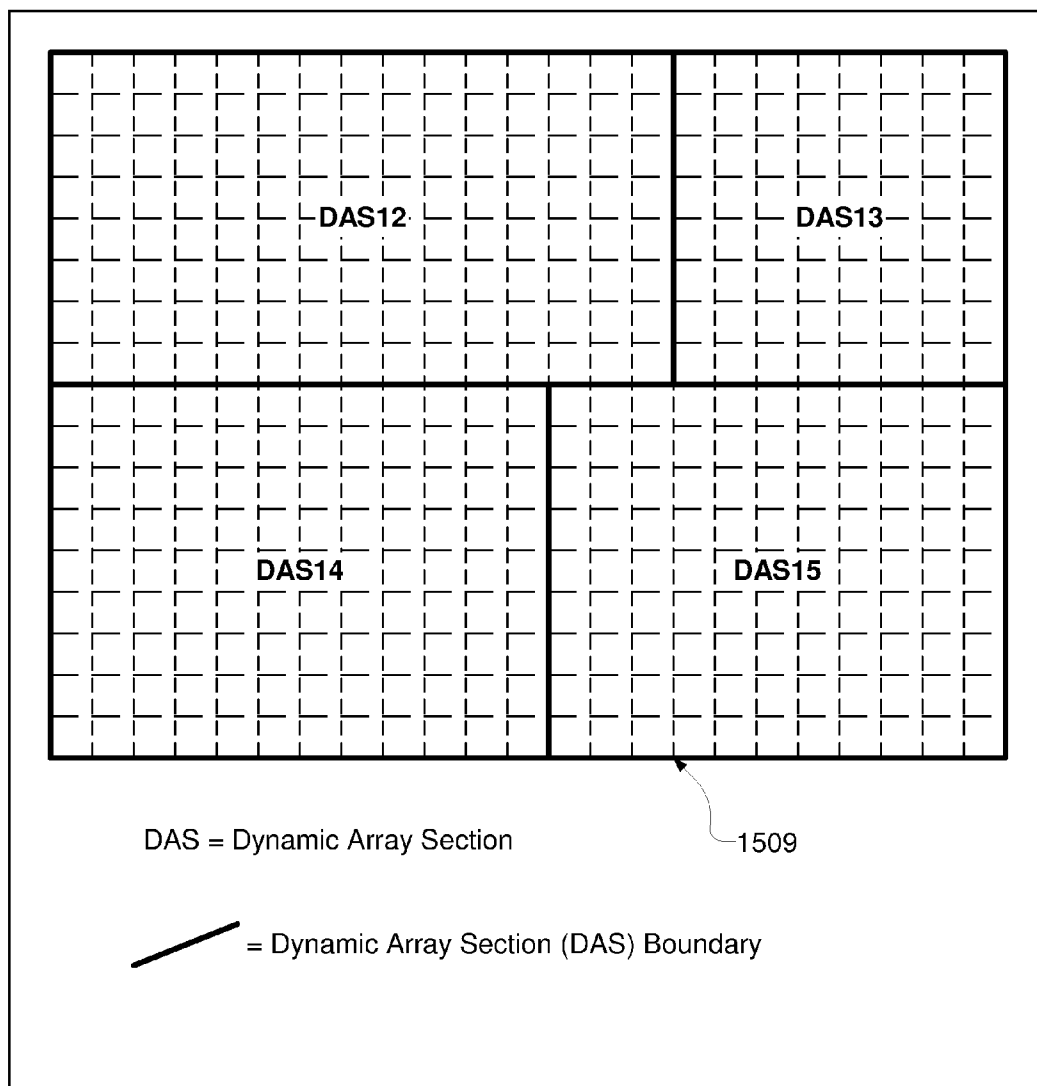 DAS12
DAS13
DAS14
DAS15
DAS = Dynamic Array Section
1509
= Dynamic Array Section (DAS) Boundary